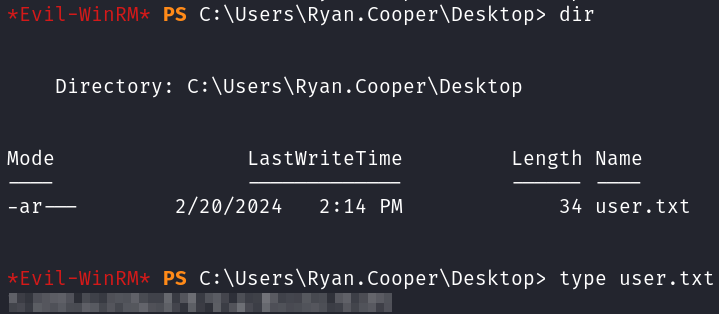 *Evil-WinRM* PS C:\Users\Ryan.Cooper\Desktop> dir
Directory: C:\Users\Ryan.Cooper\Desktop
Mode LastWriteTime Length Name
---- ------------- ------ ----
-ar--- 2/20/2024 2:14 PM 34 user.txt
*Evil-WinRM* PS C:\Users\Ryan.Cooper\Desktop> type user.txt